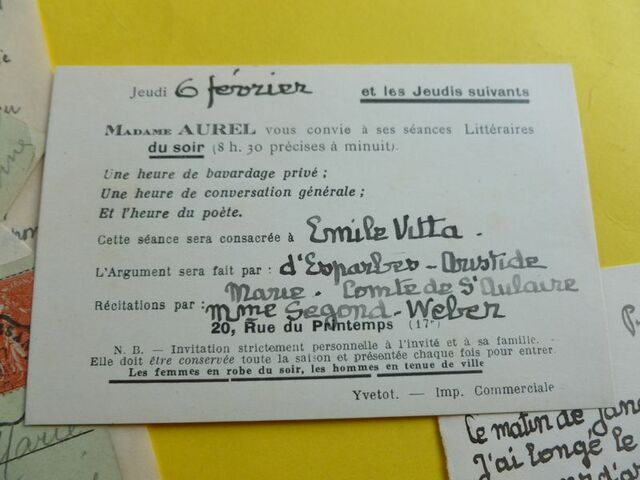 Jeudi 6 février et les Jeudis suivants
MADAME AUREL vous convie à ses séances Littéraires
du soir (8 h. 30 précises à minuit).
Une heure de bavardage privé ;
Une heure de conversation générale ;
Et l'heure du poète.
Cette séance sera consacrée à Emile Vitta .
L'Argument sera fait par : d'Esparbès - Aristide
Marie . Comte de St Aulaire
Récitations par : Mme Segond-Weber
20, Rue du Printemps (17e)
N. B. — Invitation strictement personnelle à l'invité et à sa famille.
Elle doit être conservée toute la saison et présentée chaque fois pour entrer
Les femmes en robe du soir, les hommes en tenue de ville
Yvetot. — Imp. Commerciale
Ce matin de
J'ai longé le